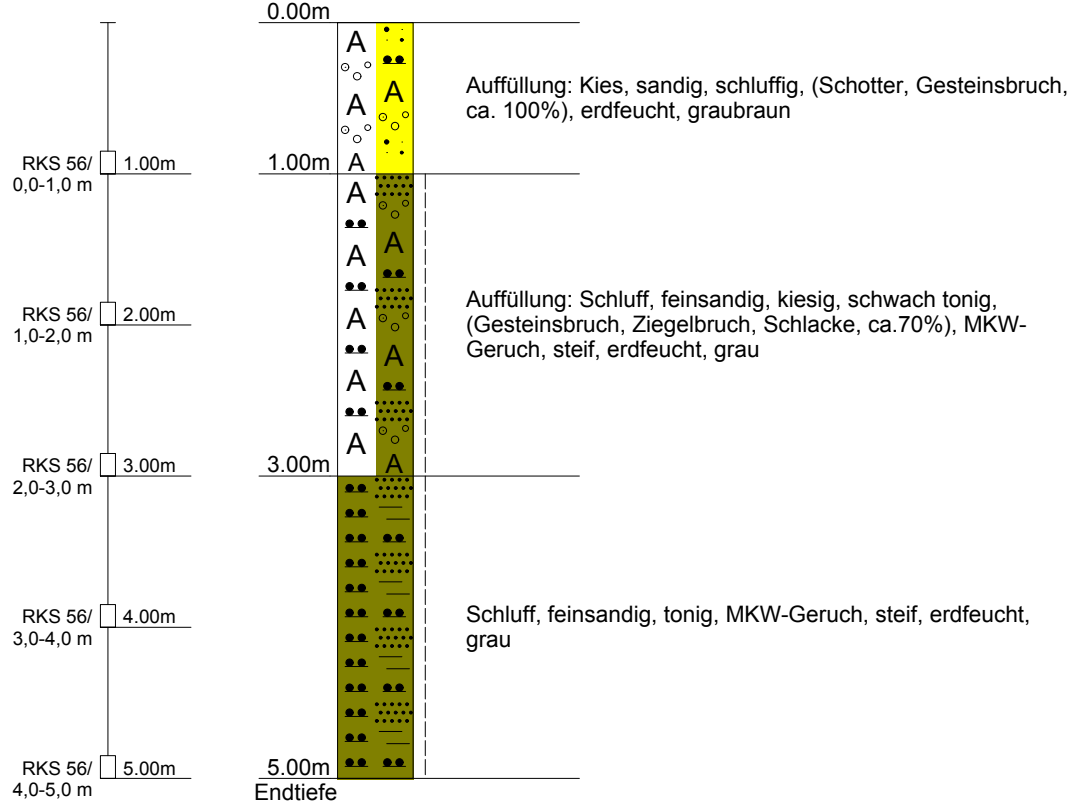 0.00m
A
A
A
A
Auffüllung: Kies, sandig, schluffig, (Schotter, Gesteinsbruch,
ca. 100%), erdfeucht, graubraun
RKS 56/
0,0-1,0 m
1.00m
1.00m
A
A
A
A
A
A
A
A
Auffüllung: Schluff, feinsandig, kiesig, schwach tonig,
(Gesteinsbruch, Ziegelbruch, Schlacke, ca.70%), MKW-
Geruch, steif, erdfeucht, grau
RKS 56/
1,0-2,0 m
2.00m
RKS 56/
2,0-3,0 m
3.00m
3.00m
RKS 56/
3,0-4,0 m
4.00m
Schluff, feinsandig, tonig, MKW-Geruch, steif, erdfeucht,
grau
RKS 56/
4,0-5,0 m
5.00m
5.00m
Endtiefe